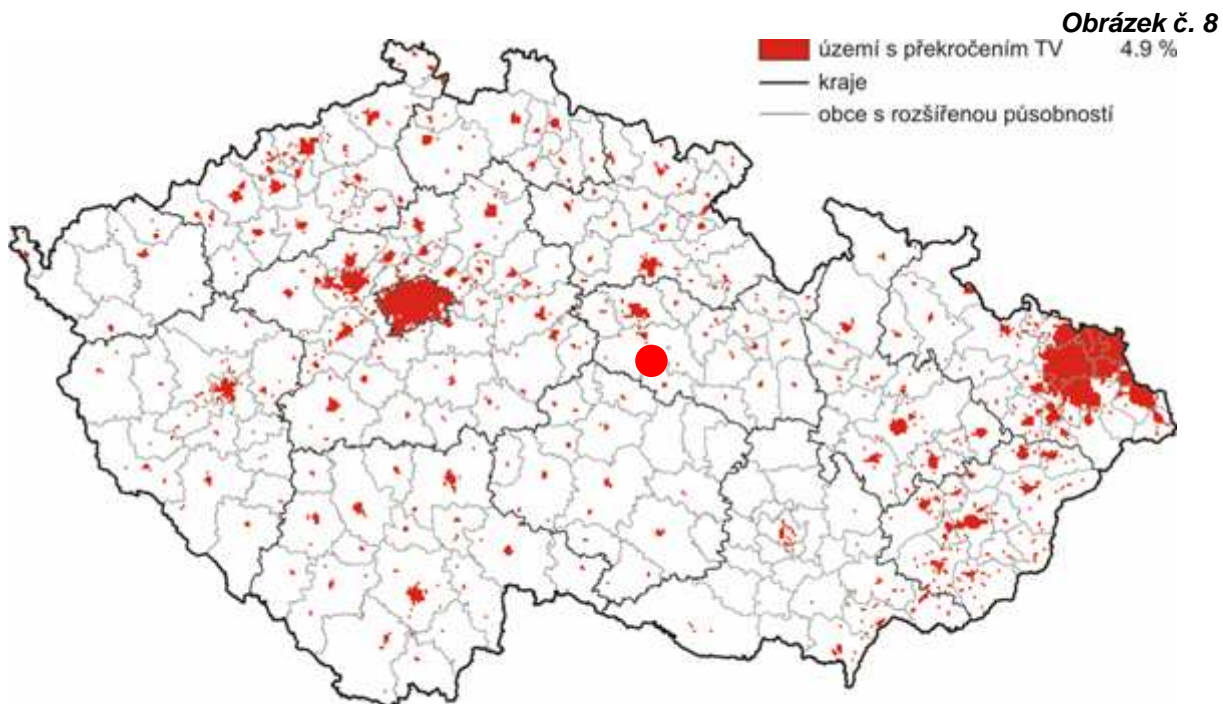 Obrázek č. 8
území s překročením TV 4.9 %
kraje
obce s rozšířenou působností